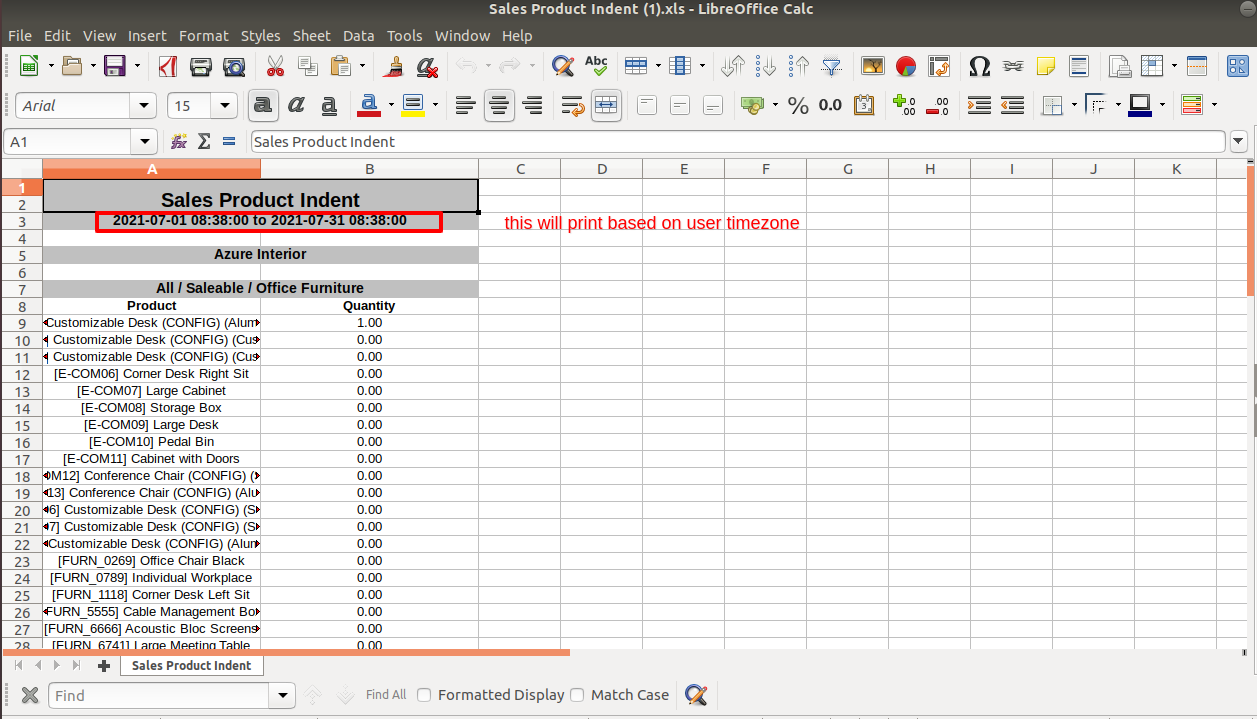 Sales Product Indent (1).xls - LibreOffice Calc
File Edit View Insert Format Styles Sheet Data Tools Window Help
Abc
Arial 15 a a a a % 0.0 .00 .00
A1 Σ = Sales Product Indent
A B C D E F G H I J K
1
2 Sales Product Indent
3 2021-07-01 08:38:00 to 2021-07-31 08:38:00 this will print based on user timezone
4
5 Azure Interior
6
7 All / Saleable / Office Furniture
8 Product Quantity
9 Customizable Desk (CONFIG) (Alum 1.00
10 Customizable Desk (CONFIG) (Cus 0.00
11 Customizable Desk (CONFIG) (Cus 0.00
12 [E-COM06] Corner Desk Right Sit 0.00
13 [E-COM07] Large Cabinet 0.00
14 [E-COM08] Storage Box 0.00
15 [E-COM09] Large Desk 0.00
16 [E-COM10] Pedal Bin 0.00
17 [E-COM11] Cabinet with Doors 0.00
18 OM12] Conference Chair (CONFIG) ( 0.00
19 13] Conference Chair (CONFIG) (Alu 0.00
20 06] Customizable Desk (CONFIG) (S 0.00
21 07] Customizable Desk (CONFIG) (S 0.00
22 Customizable Desk (CONFIG) (Alum 0.00
23 [FURN_0269] Office Chair Black 0.00
24 [FURN_0789] Individual Workplace 0.00
25 [FURN_1118] Corner Desk Left Sit 0.00
26 FURN_5555] Cable Management Bo 0.00
27 [FURN_6666] Acoustic Bloc Screens 0.00
28 [FURN_6741] Large Meeting Table 0.00
Sales Product Indent
Find Find All Formatted Display Match Case